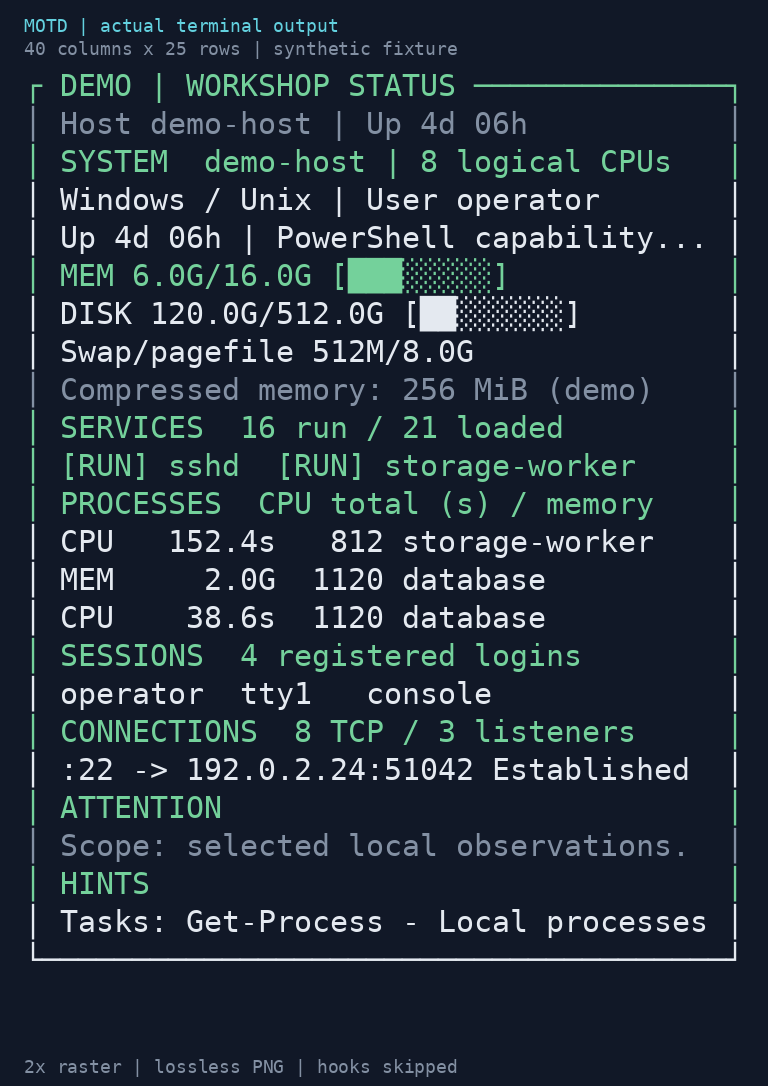 MOTD | actual terminal output
40 columns x 25 rows | synthetic fixture
┌ DEMO | WORKSHOP STATUS ──────────────┐
│ Host demo-host | Up 4d 06h           │
│ SYSTEM  demo-host | 8 logical CPUs   │
│ Windows / Unix | User operator       │
│ Up 4d 06h | PowerShell capability... │
│ MEM 6.0G/16.0G [███░░░░░]            │
│ DISK 120.0G/512.0G [██░░░░░░]        │
│ Swap/pagefile 512M/8.0G              │
│ Compressed memory: 256 MiB (demo)    │
│ SERVICES  16 run / 21 loaded         │
│ [RUN] sshd  [RUN] storage-worker     │
│ PROCESSES  CPU total (s) / memory    │
│ CPU   152.4s   812 storage-worker    │
│ MEM     2.0G  1120 database          │
│ CPU    38.6s  1120 database          │
│ SESSIONS  4 registered logins        │
│ operator  tty1   console             │
│ CONNECTIONS  8 TCP / 3 listeners     │
│ :22 -> 192.0.2.24:51042 Established  │
│ ATTENTION                            │
│ Scope: selected local observations.  │
│ HINTS                                │
│ Tasks: Get-Process - Local processes │
└──────────────────────────────────────┘
2x raster | lossless PNG | hooks skipped